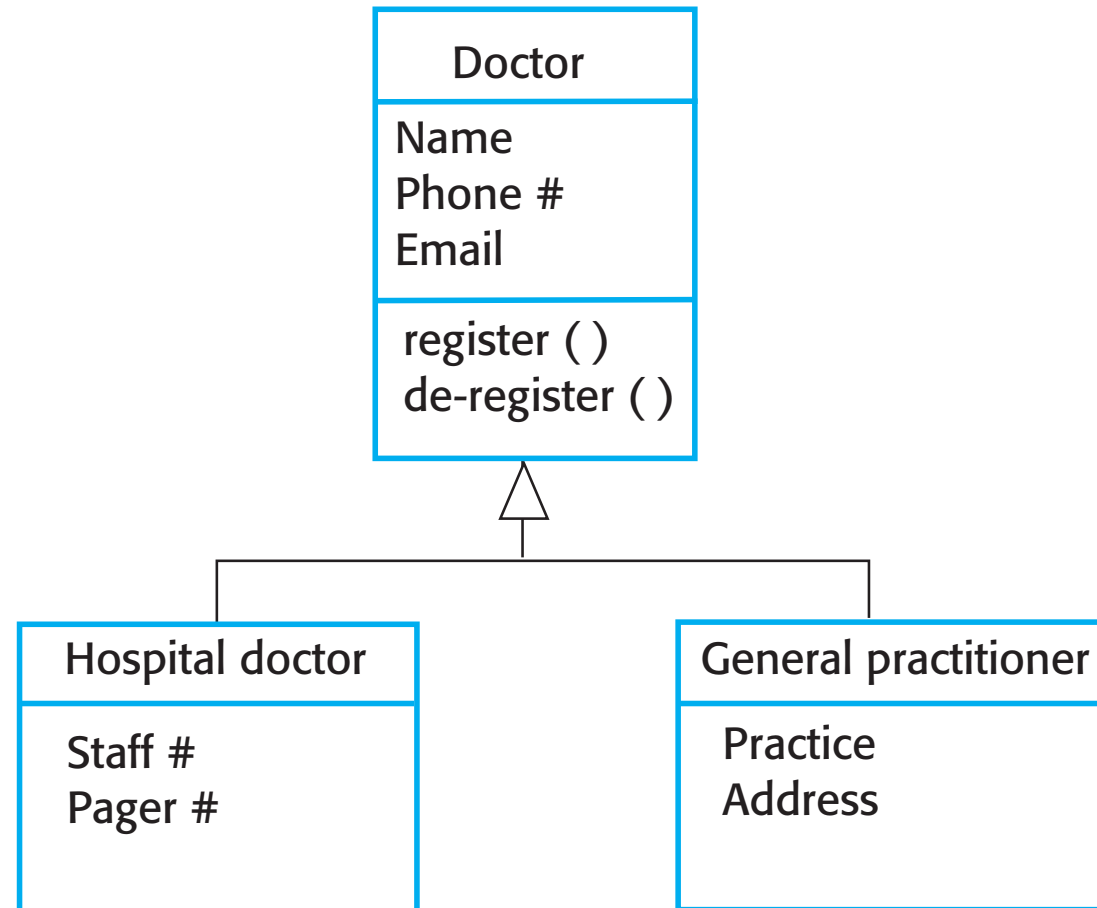 Doctor
Name
Phone #
Email
register ( )
de-register ( )
Hospital doctor
Staff #
Pager #
General practitioner
Practice
Address